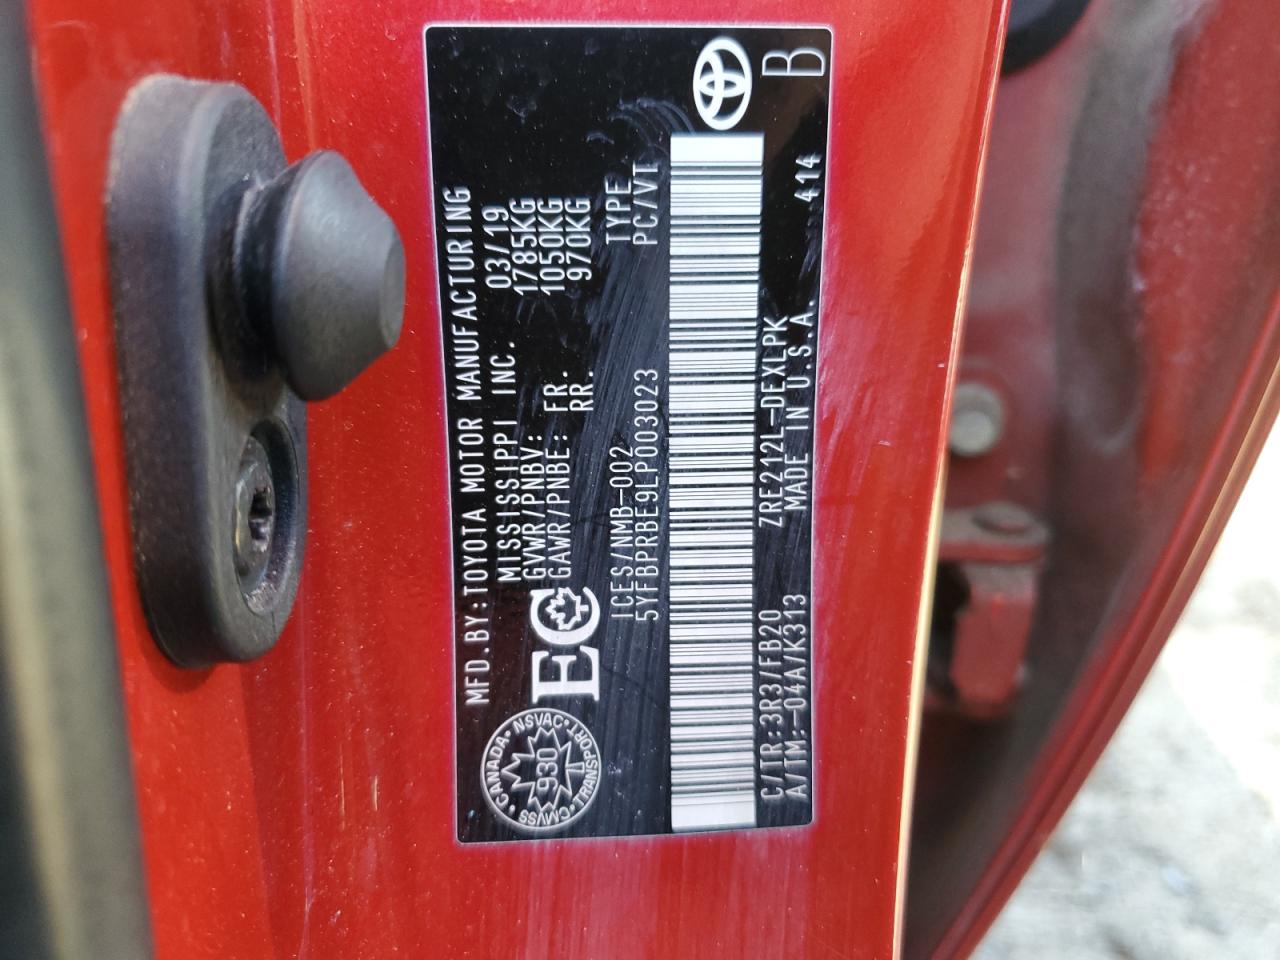 MFD.BY:TOYOTA MOTOR MANUFACTURING
MISSISSIPPI INC. 03/19
GVWR/PNBV: 1785KG
GAWR/PNBE: FR. 1050KG
RR. 970KG
EC
CANADA • NSVAC • TRANSPORT • CMVSS
930
ICES/NMB-002 TYPE
5YFBPRBE9LP003023 PC/VT
C/TR:3R3/FB20 ZRE212L-DEXLPK B
A/TM:-04A/K313 MADE IN U.S.A. 414